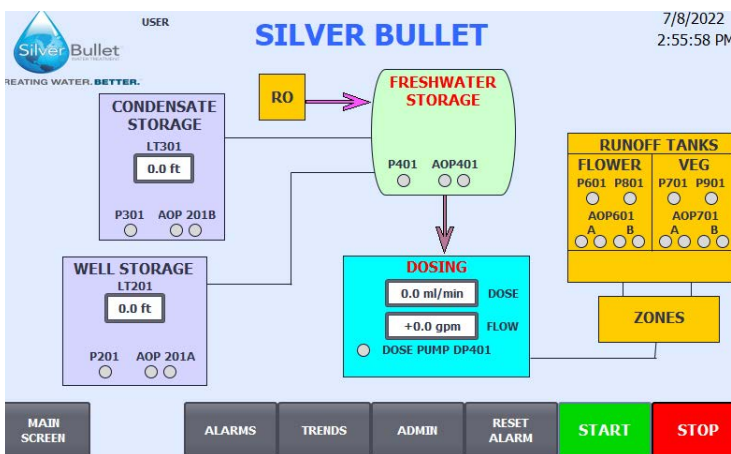 USER
SILVER BULLET
7/8/2022
2:55:58 PM
Silver Bullet
WATER TREATMENT
REATING WATER. BETTER.
CONDENSATE
STORAGE
LT301
0.0 ft
P301 AOP 201B
RO
FRESHWATER
STORAGE
P401 AOP401
RUNOFF TANKS
FLOWER VEG
P601 P801 P701 P901
AOP601 AOP701
A B A B
WELL STORAGE
LT201
0.0 ft
P201 AOP 201A
DOSING
0.0 ml/min DOSE
+0.0 gpm FLOW
DOSE PUMP DP401
ZONES
MAIN
SCREEN
ALARMS
TRENDS
ADMIN
RESET
ALARM
START
STOP